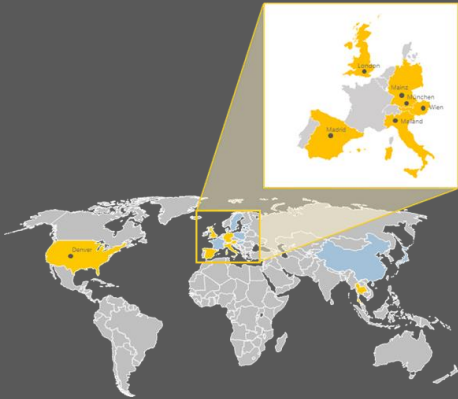 London
Mainz
München
Wien
Mailand
Madrid
Denver